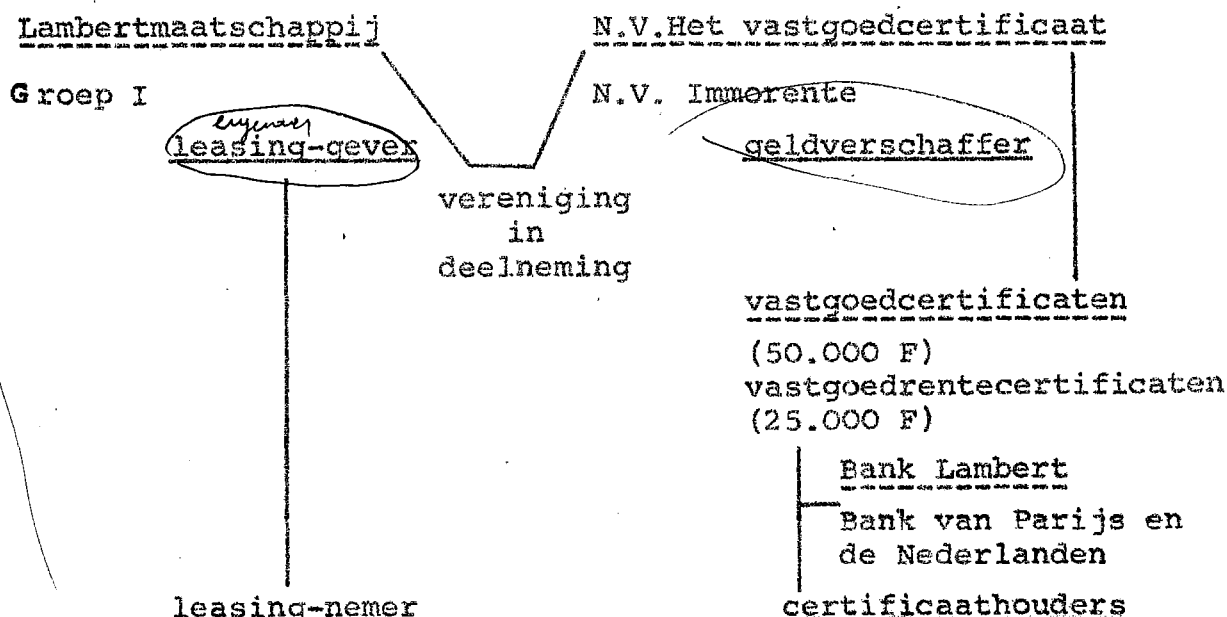 Lambertmaatschappij
N.V.Het vastgoedcertificaat
Groep I
N.V. Immorente
eigenaar
leasing-gever
geldverschaffer
vereniging
in
deelneming
vastgoedcertificaten
(50.000 F)
vastgoedrentecertificaten
(25.000 F)
Bank Lambert
Bank van Parijs en
de Nederlanden
leasing-nemer
certificaathouders